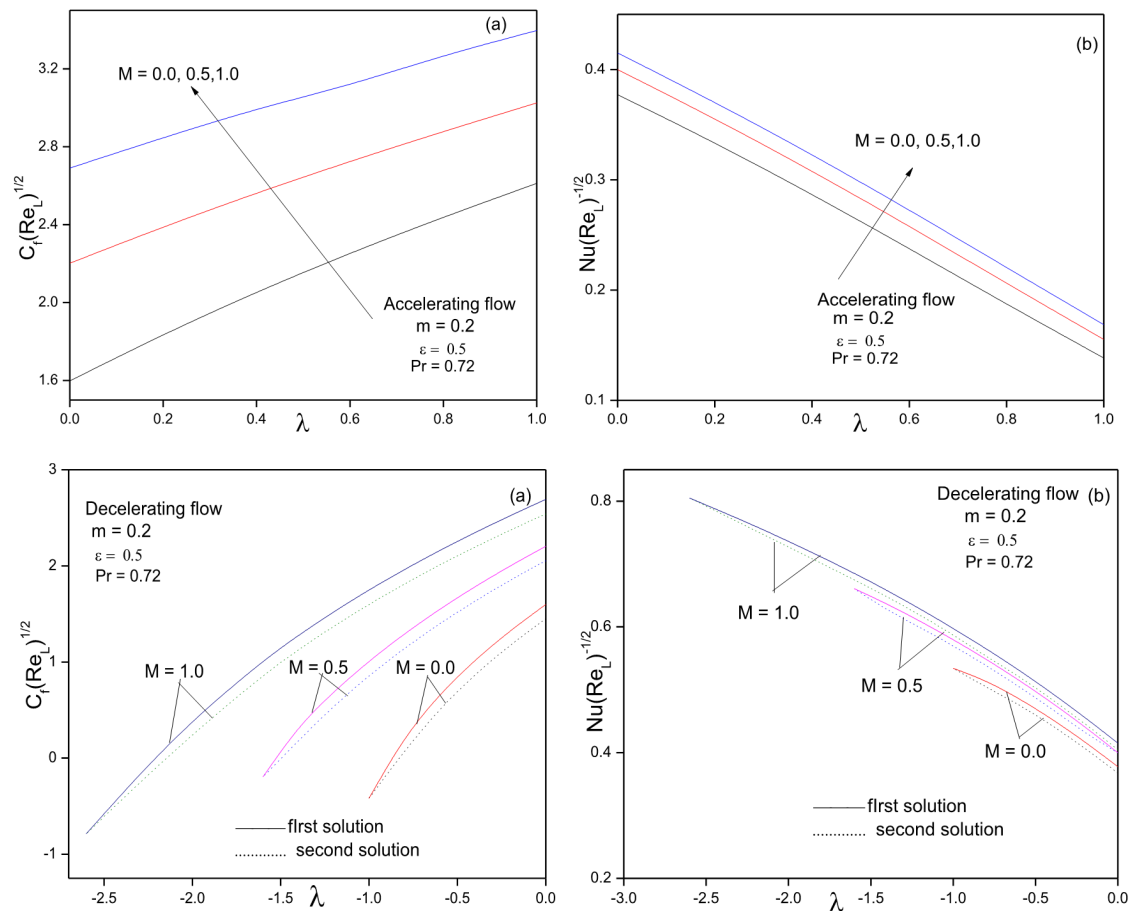 (a)
3.2
2.8
2.4
2.0
1.6
C_f(Re_L)^1/2
M = 0.0, 0.5,1.0
Accelerating flow
m = 0.2
ε = 0.5
Pr = 0.72
0.0 0.2 0.4 0.6 0.8 1.0
λ
(b)
0.4
0.3
0.2
0.1
Nu(Re_L)^-1/2
M = 0.0, 0.5,1.0
Accelerating flow
m = 0.2
ε = 0.5
Pr = 0.72
0.0 0.2 0.4 0.6 0.8 1.0
λ
(a)
3
2
1
0
-1
C_f(Re_L)^1/2
Decelerating flow
m = 0.2
ε = 0.5
Pr = 0.72
M = 1.0
M = 0.5
M = 0.0
fIrst solution
second solution
-2.5 -2.0 -1.5 -1.0 -0.5 0.0
λ
(b)
0.8
0.6
0.4
0.2
Nu(Re_L)^-1/2
Decelerating flow
m = 0.2
ε = 0.5
Pr = 0.72
M = 1.0
M = 0.5
M = 0.0
fIrst solution
second solution
-3.0 -2.5 -2.0 -1.5 -1.0 -0.5 0.0
λ